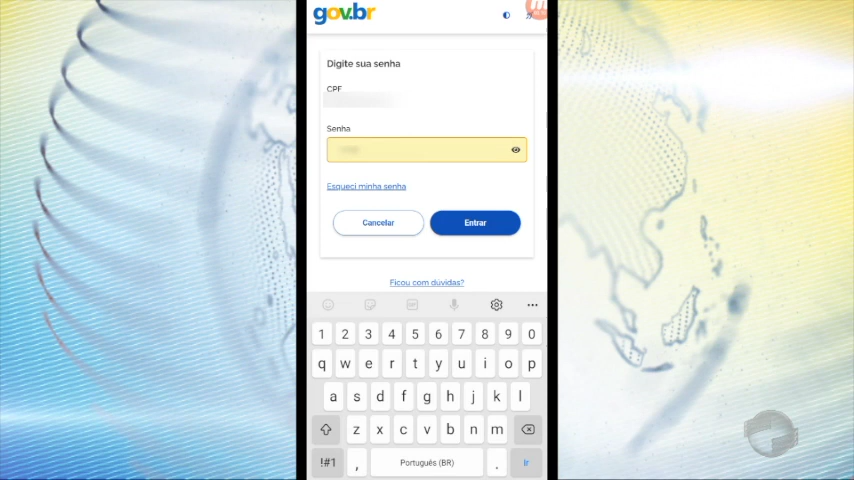 gov.br
Digite sua senha
CPF
Senha
Esqueci minha senha
Cancelar Entrar
Ficou com dúvidas?
1 2 3 4 5 6 7 8 9 0
q w e r t y u i o p
a s d f g h j k l
z x c v b n m
!#1 , Português (BR) . Ir